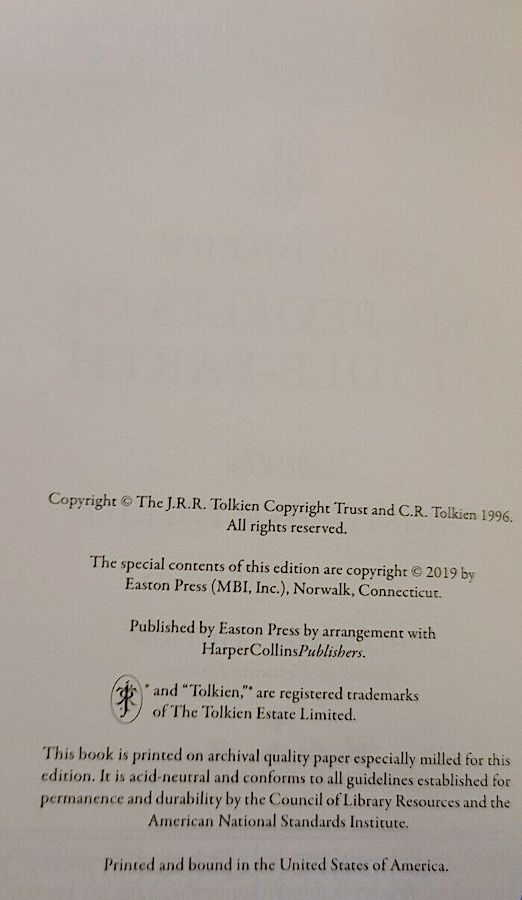 Copyright © The J.R.R. Tolkien Copyright Trust and C.R. Tolkien 1996.
All rights reserved.
The special contents of this edition are copyright © 2019 by
Easton Press (MBI, Inc.), Norwalk, Connecticut.
Published by Easton Press by arrangement with
HarperCollinsPublishers.
* and “Tolkien,”* are registered trademarks
of The Tolkien Estate Limited.
This book is printed on archival quality paper especially milled for this
edition. It is acid-neutral and conforms to all guidelines established for
permanence and durability by the Council of Library Resources and the
American National Standards Institute.
Printed and bound in the United States of America.